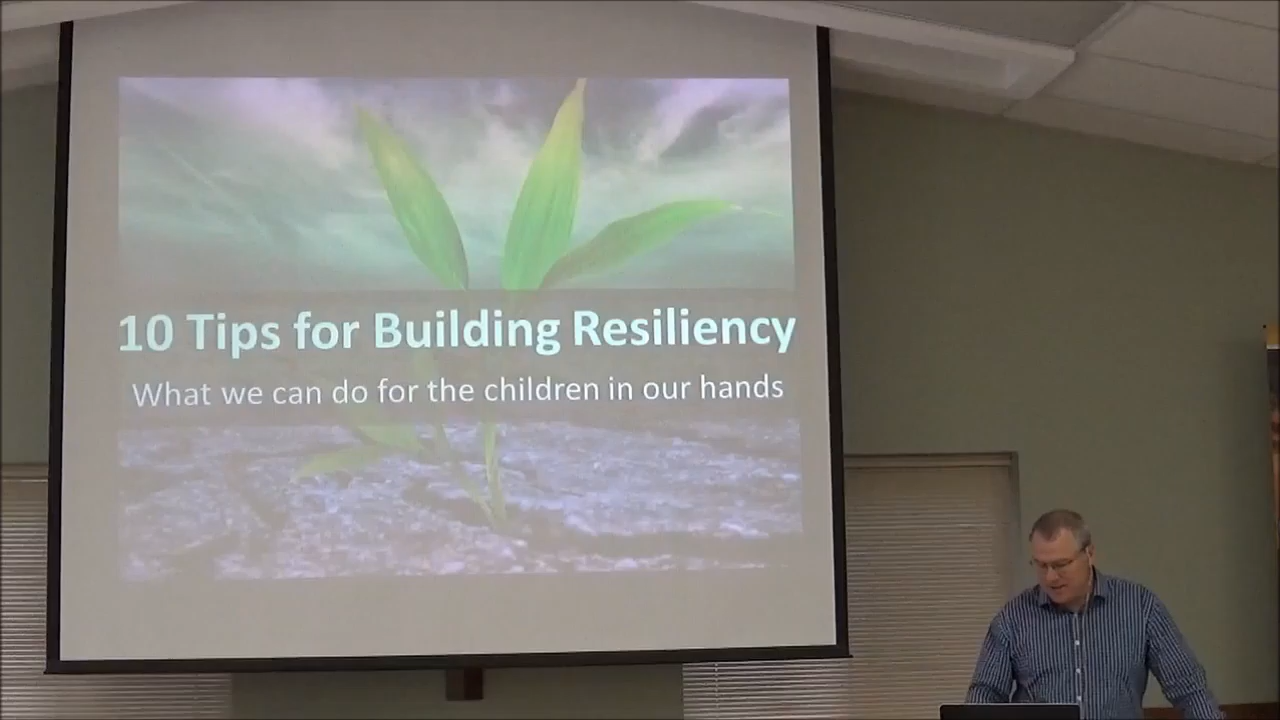 10 Tips for Building Resiliency
What we can do for the children in our hands